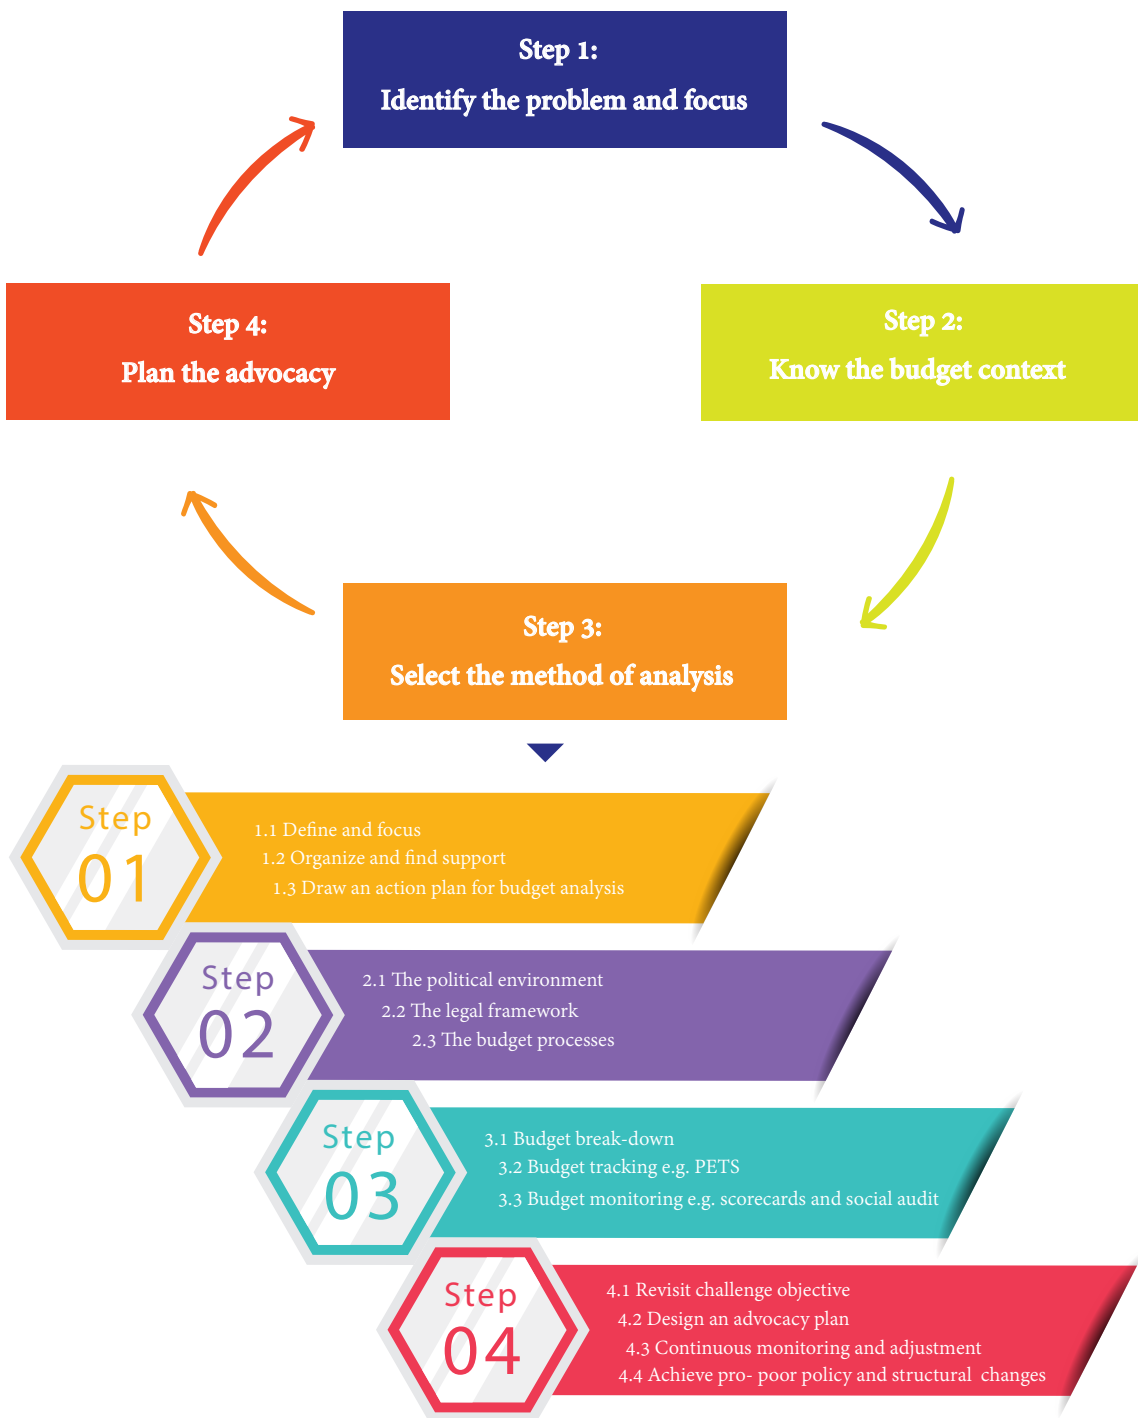 Step 1:
Identify the problem and focus
Step 4:
Plan the advocacy
Step 2:
Know the budget context
Step 3:
Select the method of analysis
Step
01
1.1 Define and focus
1.2 Organize and find support
1.3 Draw an action plan for budget analysis
Step
02
2.1 The political environment
2.2 The legal framework
2.3 The budget processes
Step
03
3.1 Budget break-down
3.2 Budget tracking e.g. PETS
3.3 Budget monitoring e.g. scorecards and social audit
Step
04
4.1 Revisit challenge objective
4.2 Design an advocacy plan
4.3 Continuous monitoring and adjustment
4.4 Achieve pro- poor policy and structural  changes